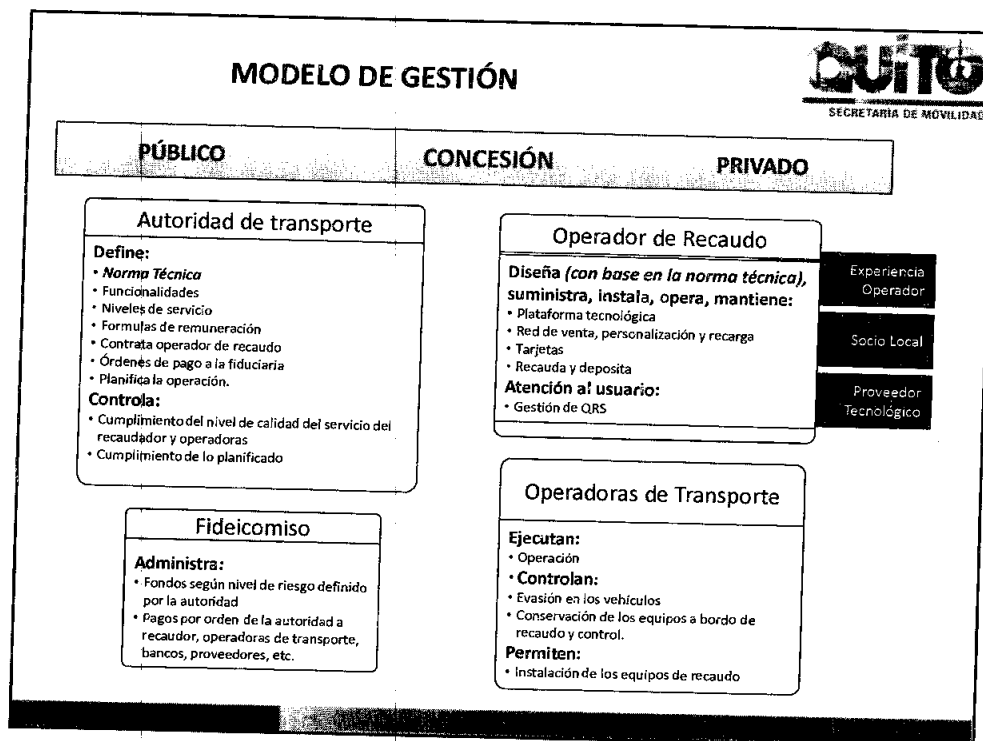 MODELO DE GESTIÓN
QUITO
SECRETARÍA DE MOVILIDAD
PÚBLICO
CONCESIÓN
PRIVADO
Autoridad de transporte
Define:
• Norma Técnica
• Funcionalidades
• Niveles de servicio
• Formulas de remuneración
• Contrata operador de recaudo
• Órdenes de pago a la fiduciaria
• Planifica la operación.
Controla:
• Cumplimiento del nivel de calidad del servicio del
recaudador y operadoras
• Cumplimiento de lo planificado
Fideicomiso
Administra:
• Fondos según nivel de riesgo definido
por la autoridad
• Pagos por orden de la autoridad a
recaudor, operadoras de transporte,
bancos, proveedores, etc.
Operador de Recaudo
Diseña (con base en la norma técnica),
suministra, instala, opera, mantiene:
• Plataforma tecnológica
• Red de venta, personalización y recarga
• Tarjetas
• Recauda y deposita
Atención al usuario:
• Gestión de QRS
Experiencia
Operador
Socio Local
Proveedor
Tecnológico
Operadoras de Transporte
Ejecutan:
• Operación
• Controlan:
• Evasión en los vehículos
• Conservación de los equipos a bordo de
recaudo y control.
Permiten:
• Instalación de los equipos de recaudo